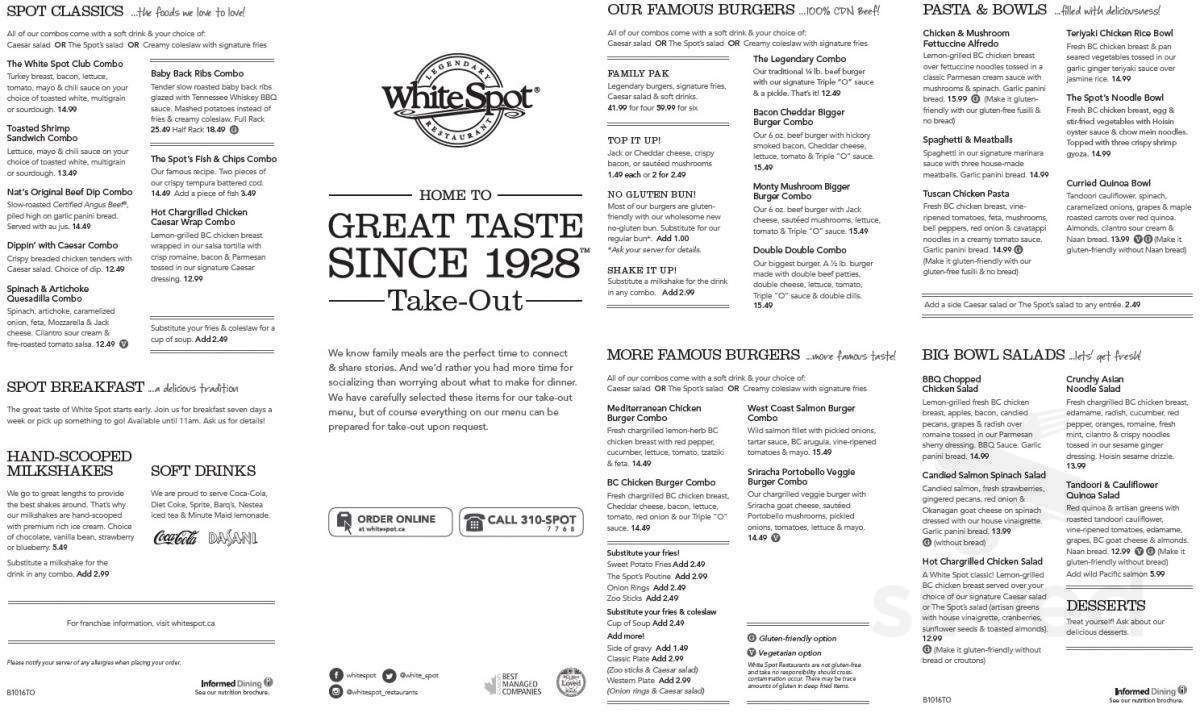 SPOT CLASSICS ...the foods we love to love!
All of our combos come with a soft drink & your choice of:
Caesar salad OR The Spot's salad OR Creamy coleslaw with signature fries
The White Spot Club Combo
Turkey breast, bacon, lettuce,
tomato, mayo & chili sauce on your
choice of toasted white, multigrain
or sourdough. 14.99
Toasted Shrimp
Sandwich Combo
Lettuce, mayo & chili sauce on your
choice of toasted white, multigrain
or sourdough. 13.49
Nat's Original Beef Dip Combo
Slow-roasted Certified Angus Beef®,
piled high on garlic panini bread.
Served with au jus. 14.49
Dippin' with Caesar Combo
Crispy breaded chicken tenders with
Caesar salad. Choice of dip. 12.49
Spinach & Artichoke
Quesadilla Combo
Spinach, artichoke, caramelized
onion, feta, Mozzarella & Jack
cheese. Cilantro sour cream &
fire-roasted tomato salsa. 12.49 V
Baby Back Ribs Combo
Tender slow roasted baby back ribs
glazed with Tennessee Whiskey BBQ
sauce. Mashed potatoes instead of
fries & creamy coleslaw. Full Rack
25.49 Half Rack 18.49 G
The Spot's Fish & Chips Combo
Our famous recipe. Two pieces of
our crispy tempura battered cod.
14.49 Add a piece of fish 3.49
Hot Chargrilled Chicken
Caesar Wrap Combo
Lemon-grilled BC chicken breast
wrapped in our salsa tortilla with
crisp romaine, bacon & Parmesan
tossed in our signature Caesar
dressing. 12.99
Substitute your fries & coleslaw for a
cup of soup. Add 2.49
SPOT BREAKFAST ...a delicious tradition
The great taste of White Spot starts early. Join us for breakfast seven days a
week or pick up something to go! Available until 11am. Ask us for details!
HAND-SCOOPED
MILKSHAKES
We go to great lengths to provide
the best shakes around. That's why
our milkshakes are hand-scooped
with premium rich ice cream. Choice
of chocolate, vanilla bean, strawberry
or blueberry. 5.49
Substitute a milkshake for the
drink in any combo. Add 2.99
SOFT DRINKS
We are proud to serve Coca-Cola,
Diet Coke, Sprite, Barq's, Nestea
iced tea & Minute Maid lemonade.
Coca-Cola DASANI
For franchise information, visit whitespot.ca
Please notify your server of any allergies when placing your order.
B1016TO
Informed Dining
See our nutrition brochure.
LEGENDARY
White Spot®
RESTAURANTS
HOME TO
GREAT TASTE
SINCE 1928™
Take-Out
We know family meals are the perfect time to connect
& share stories. And we'd rather you had more time for
socializing than worrying about what to make for dinner.
We have carefully selected these items for our take-out
menu, but of course everything on our menu can be
prepared for take-out upon request.
ORDER ONLINE
at whitespot.ca
CALL 310-SPOT
7768
whitespot @white_spot
@whitespot_restaurants
BEST
MANAGED
COMPANIES
Loved
OUR FAMOUS BURGERS ...100% CDN Beef!
All of our combos come with a soft drink & your choice of:
Caesar salad OR The Spot's salad OR Creamy coleslaw with signature fries
FAMILY PAK
Legendary burgers, signature fries,
Caesar salad & soft drinks.
41.99 for four 59.99 for six
TOP IT UP!
Jack or Cheddar cheese, crispy
bacon, or sautéed mushrooms
1.49 each or 2 for 2.49
NO GLUTEN BUN!
Most of our burgers are gluten-
friendly with our wholesome new
no-gluten bun. Substitute for our
regular bun*. Add 1.00
*Ask your server for details.
SHAKE IT UP!
Substitute a milkshake for the drink
in any combo. Add 2.99
The Legendary Combo
Our traditional ¼ lb. beef burger
with our signature Triple "O" sauce
& a pickle. That's it! 12.49
Bacon Cheddar Bigger
Burger Combo
Our 6 oz. beef burger with hickory
smoked bacon, Cheddar cheese,
lettuce, tomato & Triple "O" sauce.
15.49
Monty Mushroom Bigger
Burger Combo
Our 6 oz. beef burger with Jack
cheese, sautéed mushrooms, lettuce,
tomato & Triple "O" sauce. 15.49
Double Double Combo
Our biggest burger. A ½ lb. burger
made with double beef patties,
double cheese, lettuce, tomato,
Triple "O" sauce & double dills.
15.49
MORE FAMOUS BURGERS ...more famous taste!
All of our combos come with a soft drink & your choice of:
Caesar salad OR The Spot's salad OR Creamy coleslaw with signature fries
Mediterranean Chicken
Burger Combo
Fresh chargrilled lemon-herb BC
chicken breast with red pepper,
cucumber, lettuce, tomato, tzatziki
& feta. 14.49
BC Chicken Burger Combo
Fresh chargrilled BC chicken breast,
Cheddar cheese, bacon, lettuce,
tomato, red onion & our Triple "O"
sauce. 14.49
Substitute your fries!
Sweet Potato Fries Add 2.49
The Spot's Poutine Add 2.99
Onion Rings Add 2.49
Zoo Sticks Add 2.49
Substitute your fries & coleslaw
Cup of Soup Add 2.49
Add more!
Side of gravy Add 1.49
Classic Plate Add 2.99
(Zoo sticks & Caesar salad)
Western Plate Add 2.99
(Onion rings & Caesar salad)
West Coast Salmon Burger
Combo
Wild salmon fillet with pickled onions,
tartar sauce, BC arugula, vine-ripened
tomatoes & mayo. 15.49
Sriracha Portobello Veggie
Burger Combo
Our chargrilled veggie burger with
Sriracha goat cheese, sautéed
Portobello mushrooms, pickled
onions, tomatoes, lettuce & mayo.
14.49 V
G Gluten-friendly option
V Vegetarian option
White Spot Restaurants are not gluten-free
and take no responsibility should cross-
contamination occur. There may be trace
amounts of gluten in deep fried items.
PASTA & BOWLS ...filled with deliciousness!
Chicken & Mushroom
Fettuccine Alfredo
Lemon-grilled BC chicken breast
over fettuccine noodles tossed in a
classic Parmesan cream sauce with
mushrooms & spinach. Garlic panini
bread. 15.99 G (Make it gluten-
friendly with our gluten-free fusilli &
no bread)
Spaghetti & Meatballs
Spaghetti in our signature marinara
sauce with three house-made
meatballs. Garlic panini bread. 14.99
Tuscan Chicken Pasta
Fresh BC chicken breast, vine-
ripened tomatoes, feta, mushrooms,
bell peppers, red onion & cavatappi
noodles in a creamy tomato sauce.
Garlic panini bread. 14.99 G
(Make it gluten-friendly with our
gluten-free fusilli & no bread)
Teriyaki Chicken Rice Bowl
Fresh BC chicken breast & pan
seared vegetables tossed in our
garlic ginger teriyaki sauce over
jasmine rice. 14.99
The Spot's Noodle Bowl
Fresh BC chicken breast, egg &
stir-fried vegetables with Hoisin
oyster sauce & chow mein noodles.
Topped with three crispy shrimp
gyoza. 14.99
Curried Quinoa Bowl
Tandoori cauliflower, spinach,
caramelized onions, grapes & maple
roasted carrots over red quinoa.
Almonds, cilantro sour cream &
Naan bread. 13.99 V G (Make it
gluten-friendly without Naan bread)
Add a side Caesar salad or The Spot's salad to any entrée. 2.49
BIG BOWL SALADS ...lets' get fresh!
BBQ Chopped
Chicken Salad
Lemon-grilled fresh BC chicken
breast, apples, bacon, candied
pecans, grapes & radish over
romaine tossed in our Parmesan
sherry dressing. BBQ Sauce. Garlic
panini bread. 14.99
Candied Salmon Spinach Salad
Candied salmon, fresh strawberries,
gingered pecans, red onion &
Okanagan goat cheese on spinach
dressed with our house vinaigrette.
Garlic panini bread. 13.99
G (without bread)
Hot Chargrilled Chicken Salad
A White Spot classic! Lemon-grilled
BC chicken breast served over your
choice of our signature Caesar salad
or The Spot's salad (artisan greens
with house vinaigrette, cranberries,
sunflower seeds & toasted almonds).
12.99
G (Make it gluten-friendly without
bread or croutons)
Crunchy Asian
Noodle Salad
Fresh chargrilled BC chicken breast,
edamame, radish, cucumber, red
pepper, oranges, romaine, fresh
mint, cilantro & crispy noodles
tossed in our sesame ginger
dressing. Hoisin sesame drizzle.
13.99
Tandoori & Cauliflower
Quinoa Salad
Red quinoa & artisan greens with
roasted tandoori cauliflower,
vine-ripened tomatoes, edamame,
grapes, BC goat cheese & almonds.
Naan bread. 12.99 V G (Make it
gluten-friendly without bread)
Add wild Pacific salmon 5.99
DESSERTS
Treat yourself! Ask about our
delicious desserts.
B1016TO
Informed Dining
See our nutrition brochure.